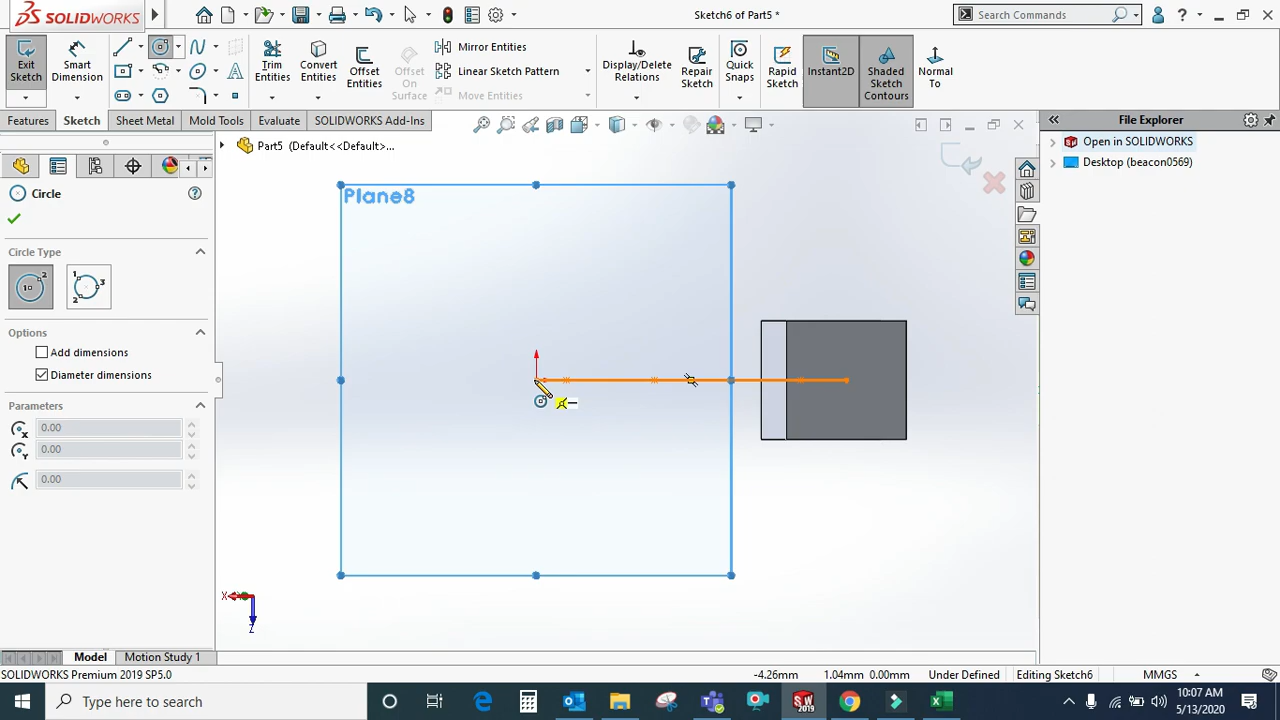 SOLIDWORKS
Sketch6 of Part5 *
Search Commands
?
Exit Sketch
Smart Dimension
Trim Entities
Convert Entities
Offset Entities
Offset On Surface
Mirror Entities
Linear Sketch Pattern
Move Entities
Display/Delete Relations
Repair Sketch
Quick Snaps
Rapid Sketch
Instant2D
Shaded Sketch Contours
Normal To
Features
Sketch
Sheet Metal
Mold Tools
Evaluate
SOLIDWORKS Add-Ins
File Explorer
Open in SOLIDWORKS
Desktop (beacon0569)
Part5 (Default<<Default>...
Circle
Circle Type
Options
Add dimensions
Diameter dimensions
Parameters
0.00
0.00
0.00
Plane8
X
Z
Model
Motion Study 1
SOLIDWORKS Premium 2019 SP5.0
-4.26mm
1.04mm 0.00mm
Under Defined
Editing Sketch6
MMGS
Type here to search
10:07 AM
5/13/2020